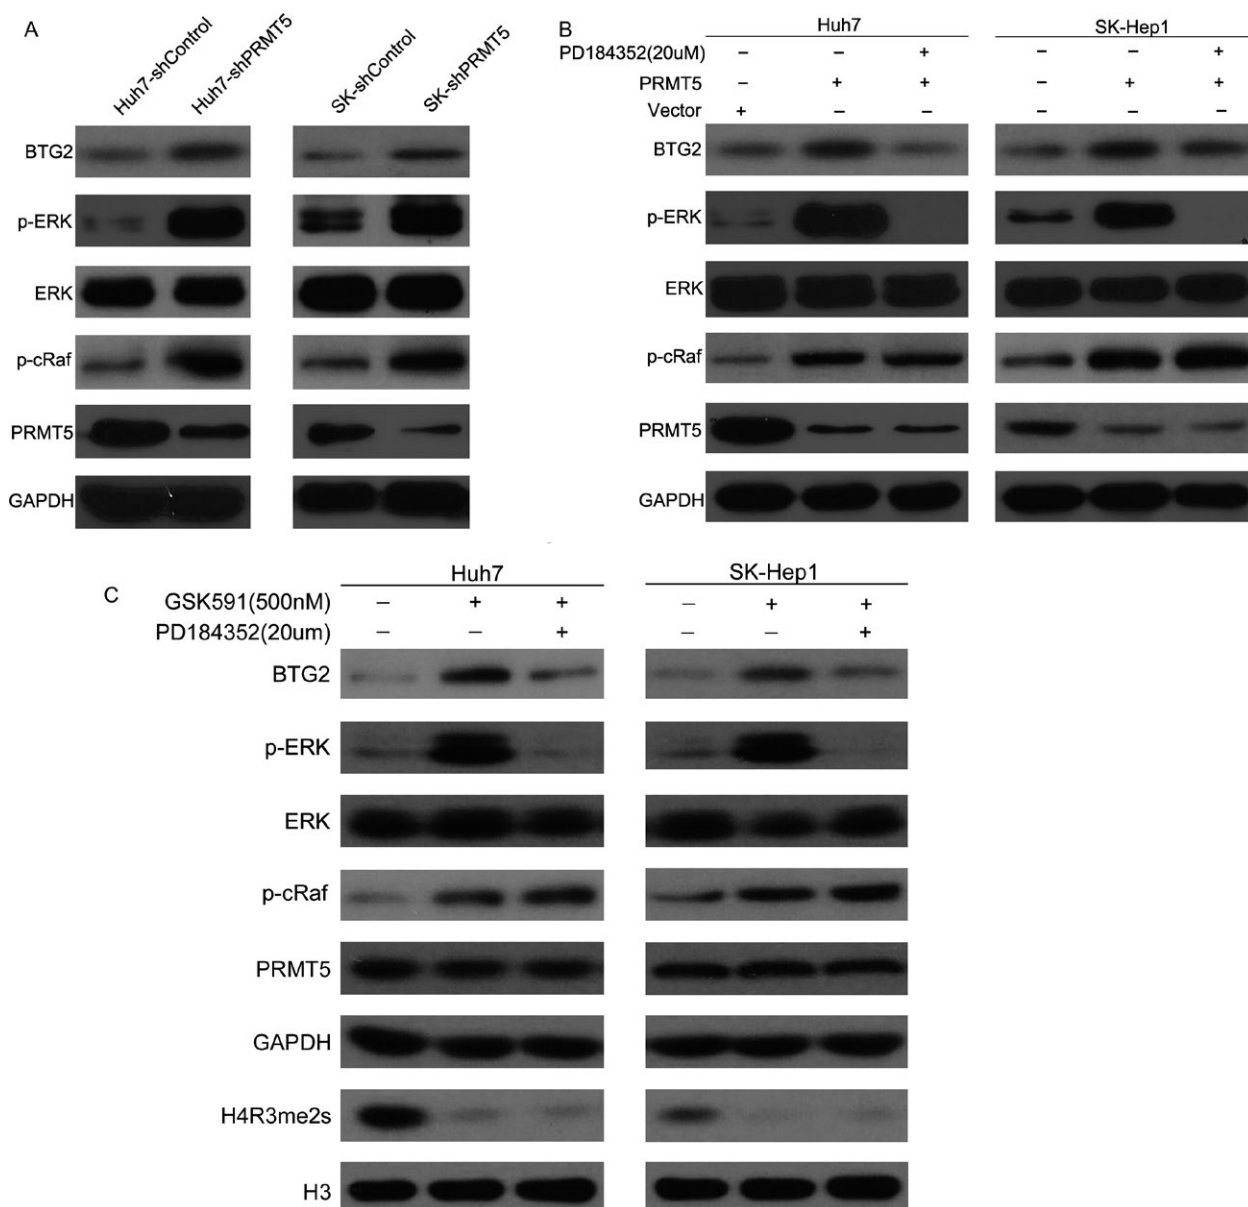 A
Huh7-shControl
Huh7-shPRMT5
SK-shControl
SK-shPRMT5
BTG2
p-ERK
ERK
p-cRaf
PRMT5
GAPDH
B
Huh7 SK-Hep1
PD184352(20uM) – – + – – +
PRMT5 – + + – + +
Vector + – – – – –
BTG2
p-ERK
ERK
p-cRaf
PRMT5
GAPDH
C
Huh7 SK-Hep1
GSK591(500nM) – + + – + +
PD184352(20um) – – + – – +
BTG2
p-ERK
ERK
p-cRaf
PRMT5
GAPDH
H4R3me2s
H3